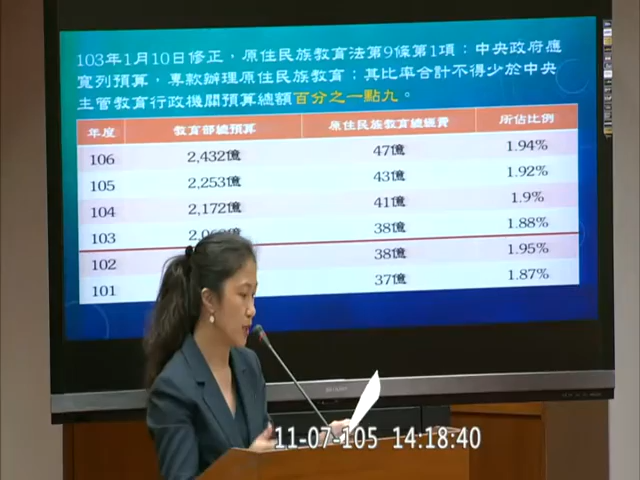 103年1月10日修正，原住民族教育法第9條第1項：中央政府應
寬列預算，專款辦理原住民族教育；其比率合計不得少於中央
主管教育行政機關預算總額百分之一點九。
年度 教育部總預算 原住民族教育總經費 所佔比例
106 2,432億 47億 1.94%
105 2,253億 43億 1.92%
104 2,172億 41億 1.9%
103 38億 1.88%
102 38億 1.95%
101 37億 1.87%
11-07-105 14:18:40